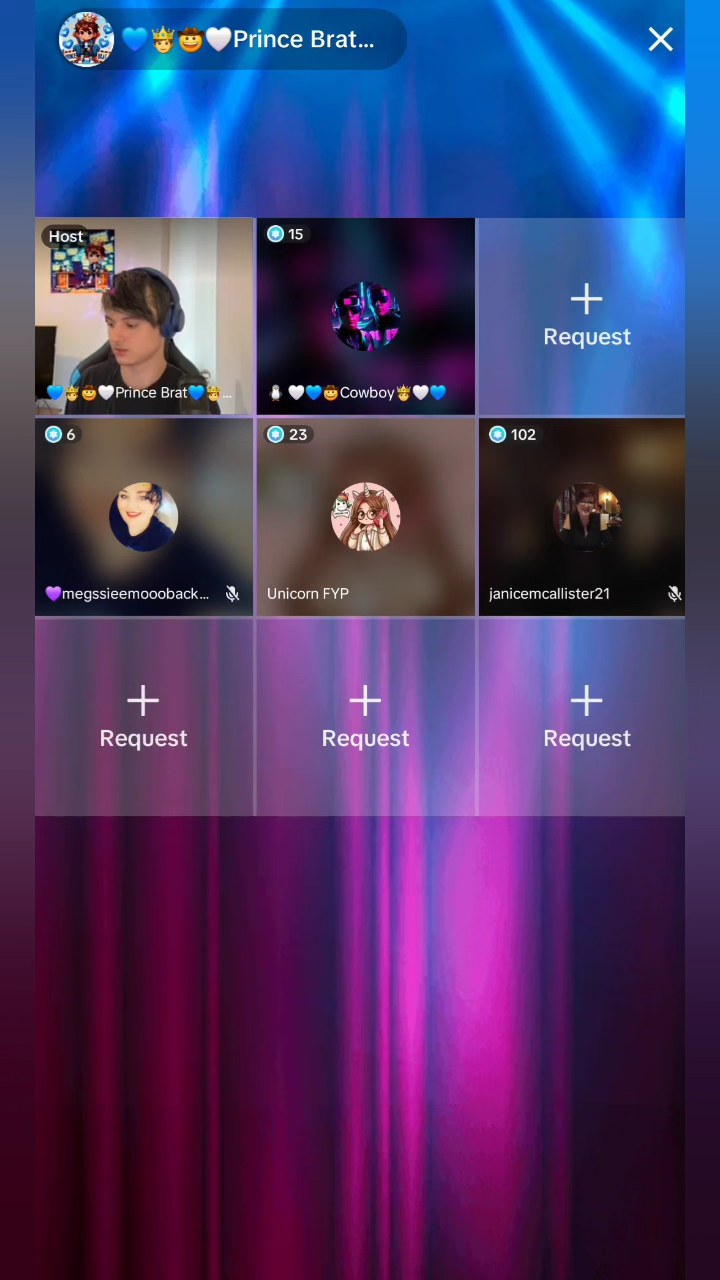 💙🤴🤠🤍Prince Brat...
Host
💙🤴🤠🤍Prince Brat💙🤴...
15
🐧 🤍💙🤠Cowboy🤴🤍💙
Request
6
💜megssieemoooback...
23
Unicorn FYP
102
janicemcallister21
Request
Request
Request